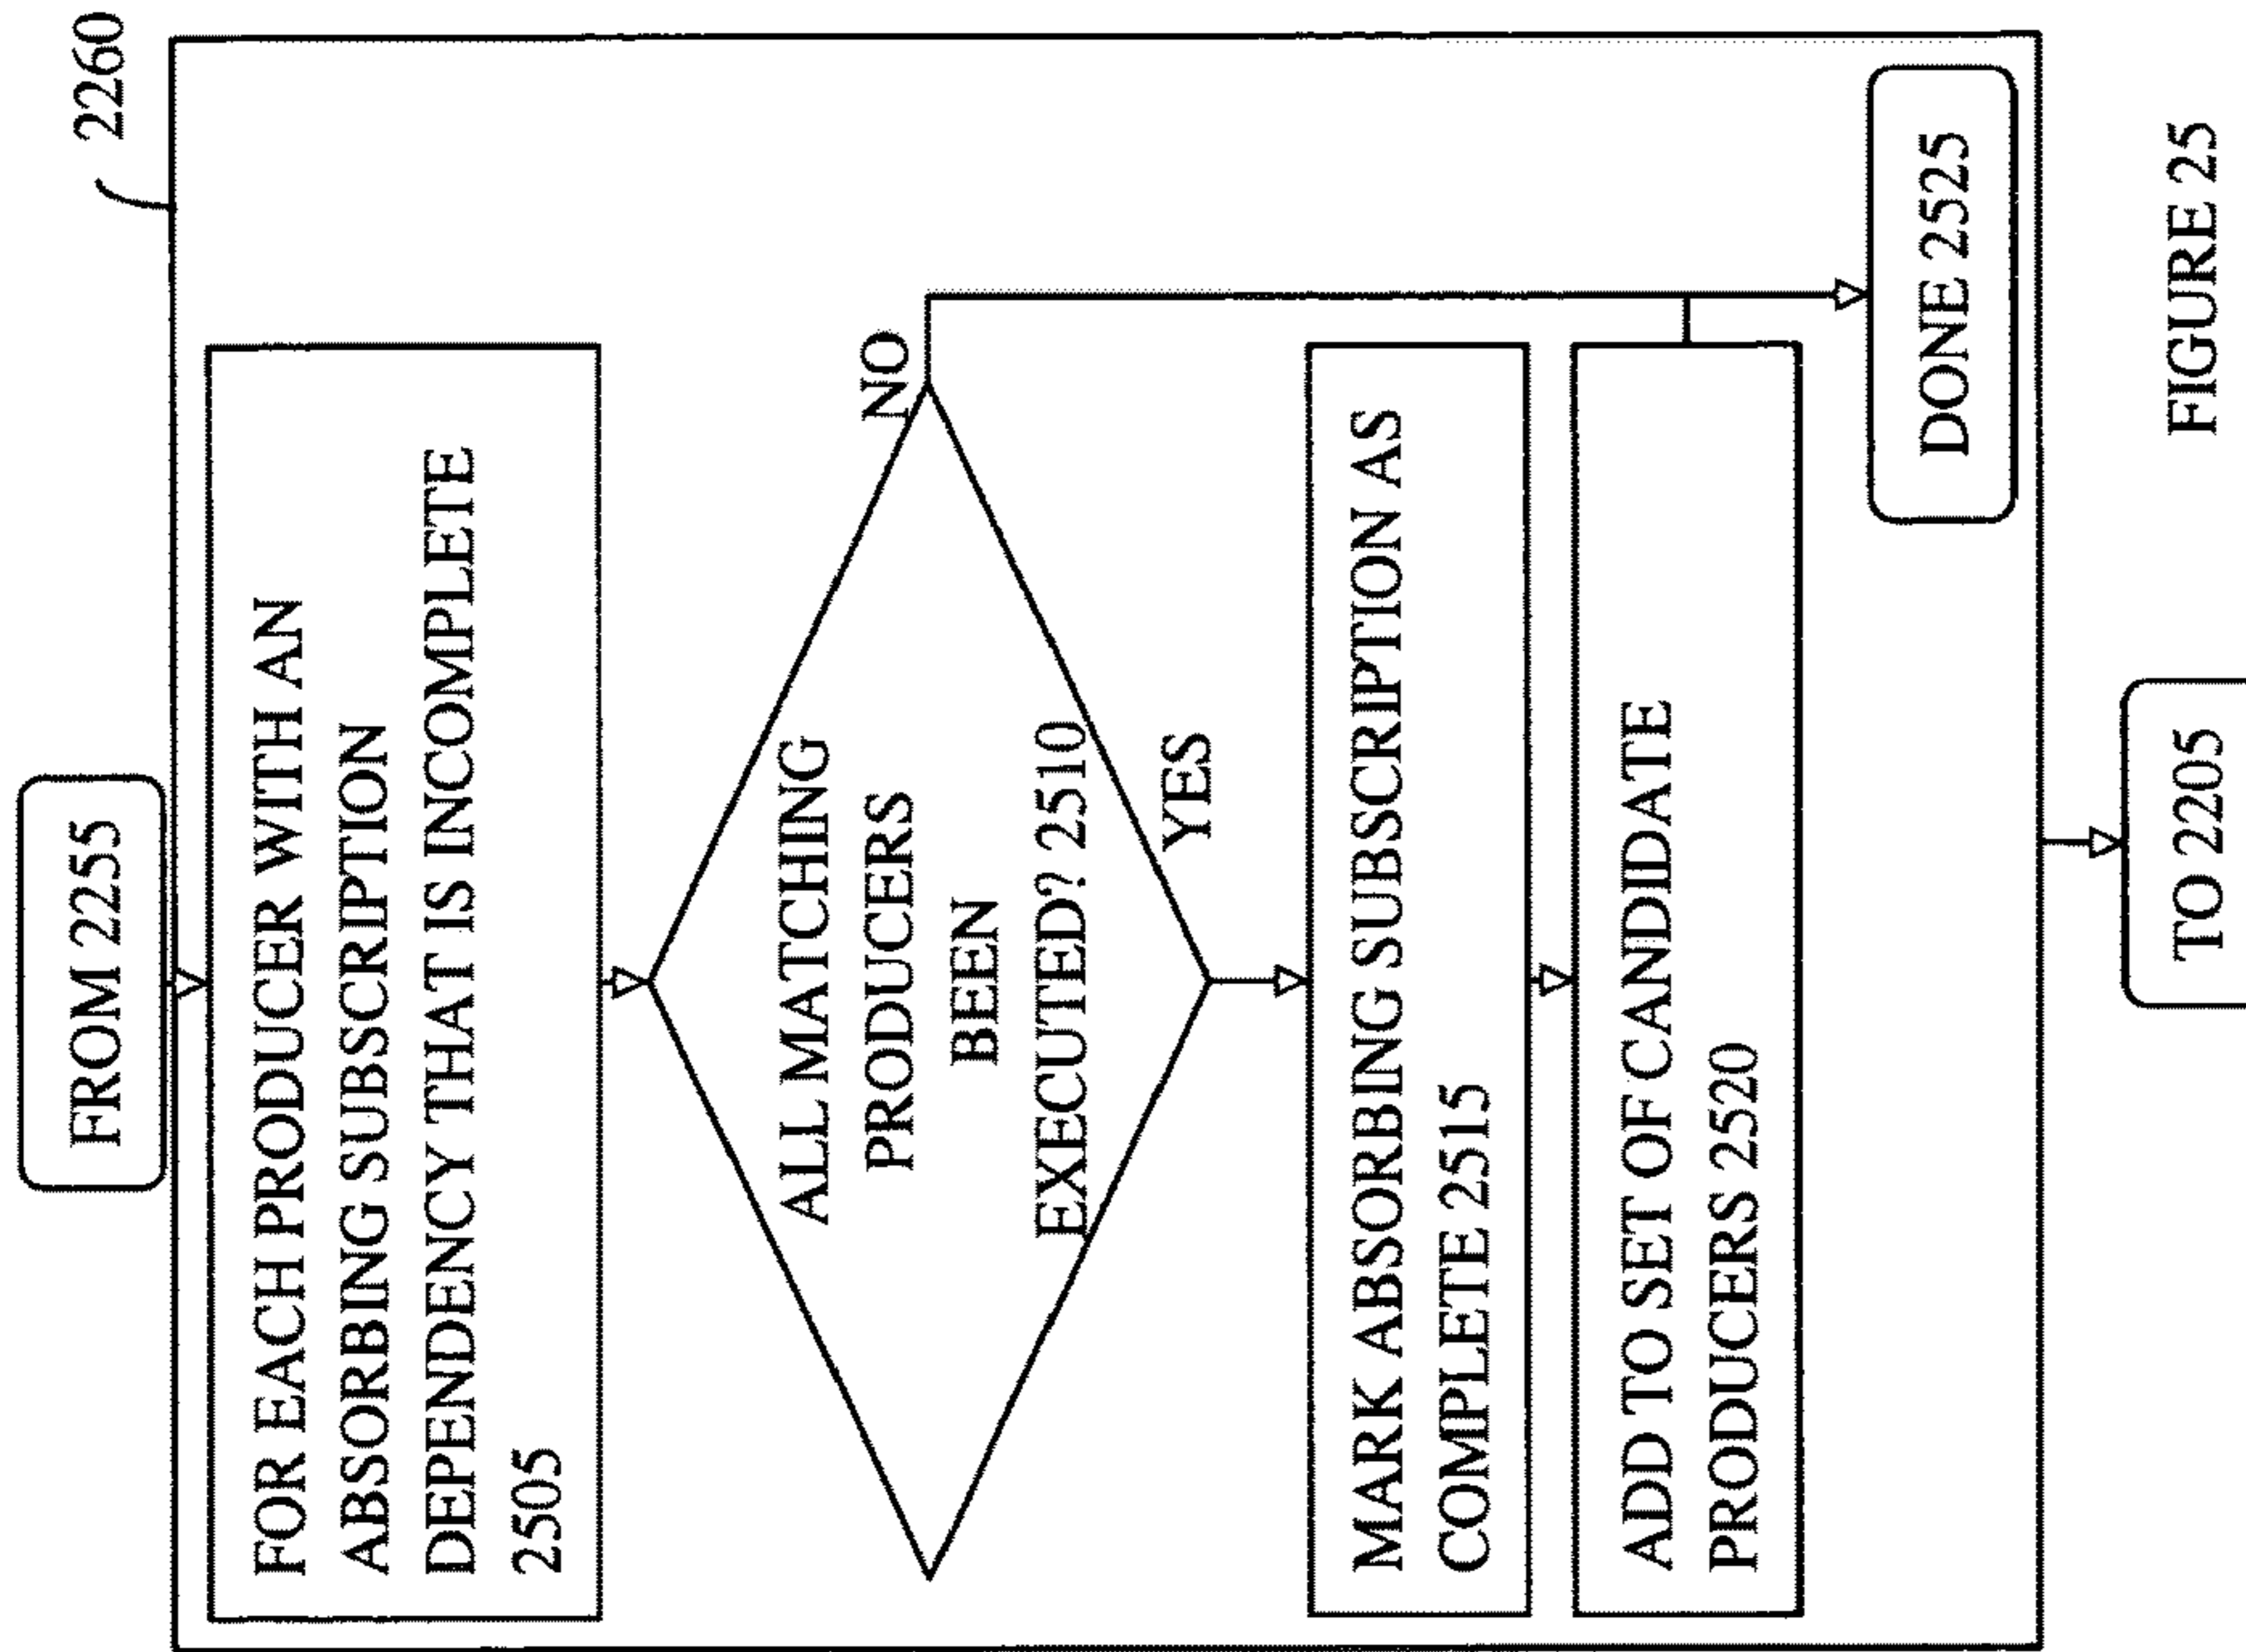 FROM 2255
2260
FOR EACH PRODUCER WITH AN
ABSORBING SUBSCRIPTION
DEPENDENCY THAT IS INCOMPLETE
2505
ALL MATCHING
PRODUCERS
BEEN
EXECUTED? 2510
NO
YES
MARK ABSORBING SUBSCRIPTION AS
COMPLETE 2515
ADD TO SET OF CANDIDATE
PRODUCERS 2520
DONE 2525
TO 2205
FIGURE 25